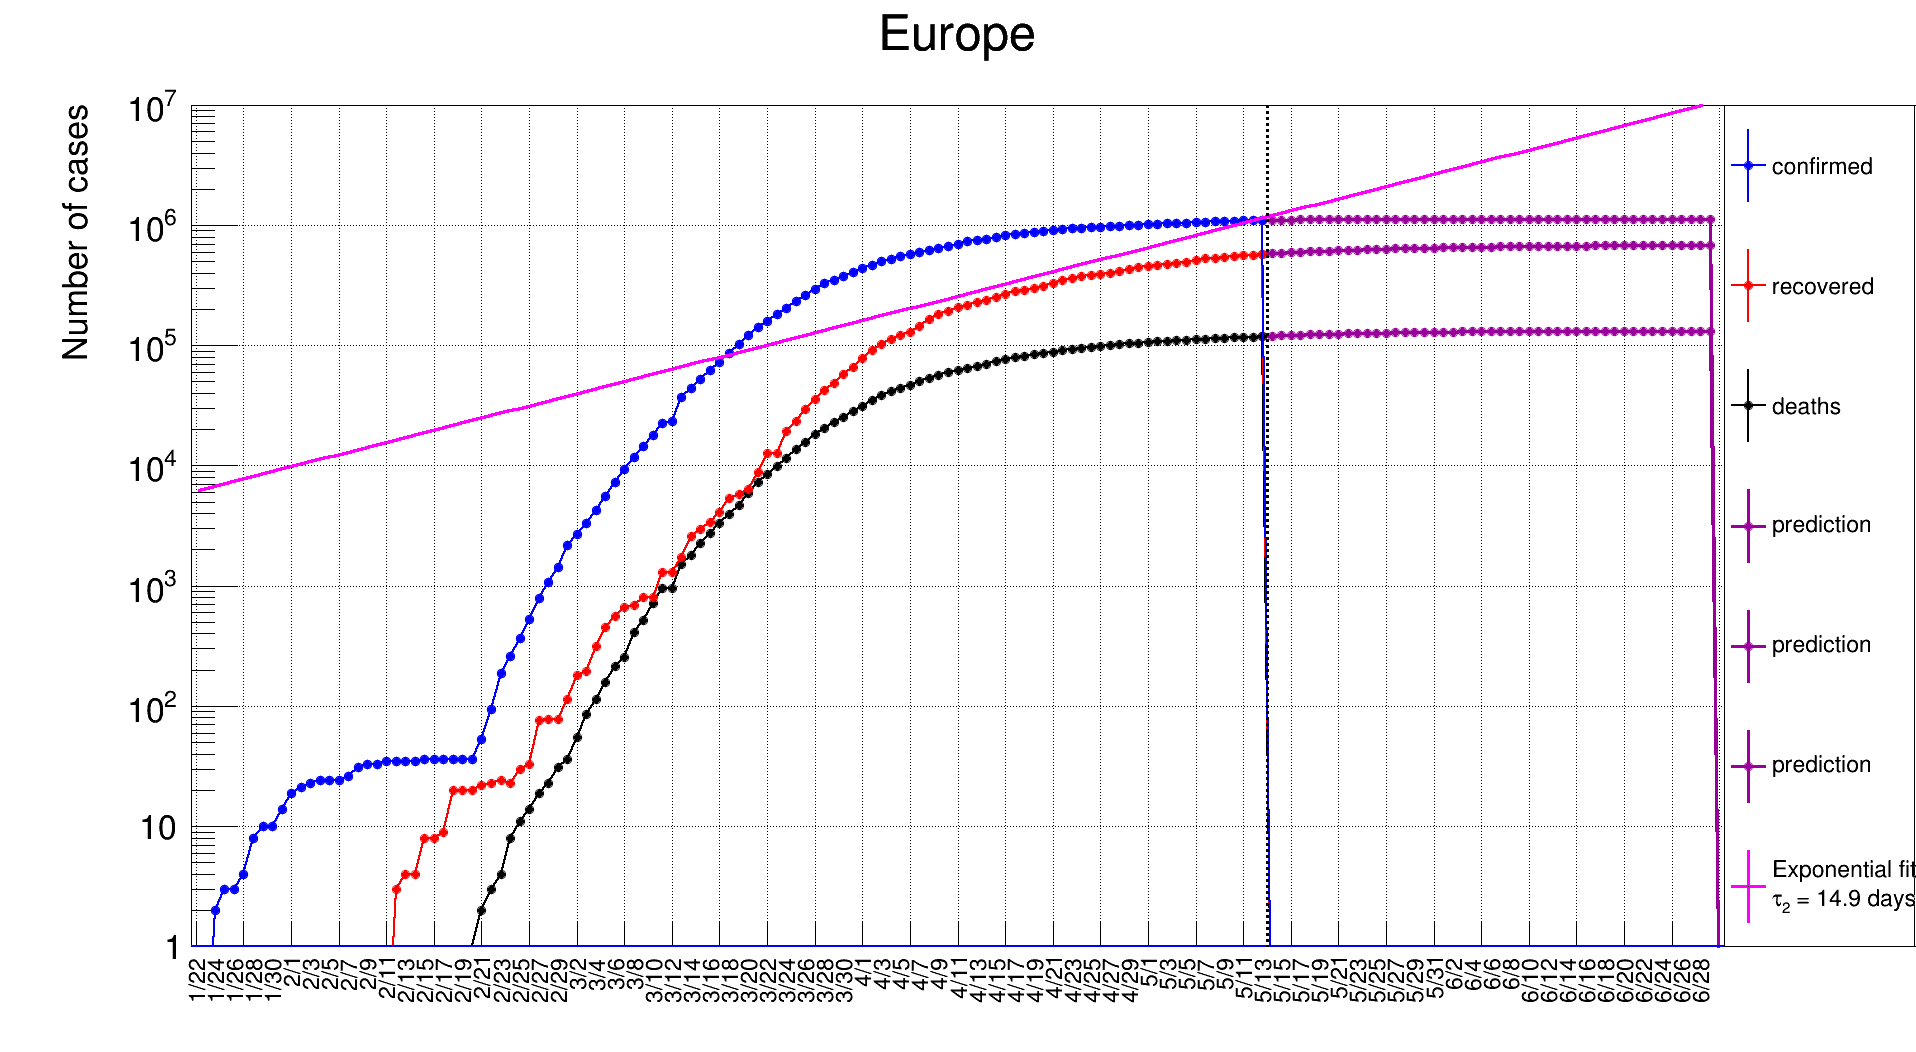 Europe
Number of cases
10^7
10^6
10^5
10^4
10^3
10^2
10
1
1/22 1/24 1/26 1/28 1/30 2/1 2/3 2/5 2/7 2/9 2/11 2/13 2/15 2/17 2/19 2/21 2/23 2/25 2/27 2/29 3/2 3/4 3/6 3/8 3/10 3/12 3/14 3/16 3/18 3/20 3/22 3/24 3/26 3/28 3/30 4/1 4/3 4/5 4/7 4/9 4/11 4/13 4/15 4/17 4/19 4/21 4/23 4/25 4/27 4/29 5/1 5/3 5/5 5/7 5/9 5/11 5/13 5/15 5/17 5/19 5/21 5/23 5/25 5/27 5/29 5/31 6/2 6/4 6/6 6/8 6/10 6/12 6/14 6/16 6/18 6/20 6/22 6/24 6/26 6/28
confirmed
recovered
deaths
prediction
prediction
prediction
Exponential fit
τ2 = 14.9 days